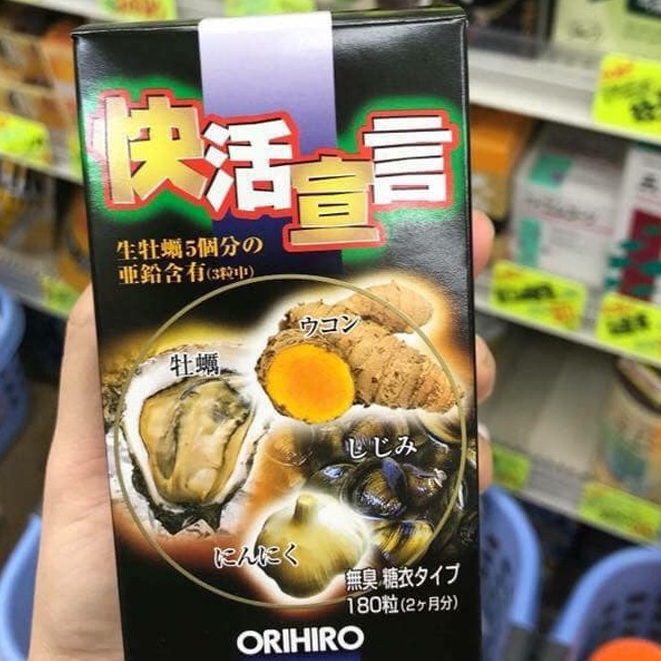 快活宣言
生牡蠣5個分の
亜鉛含有(3粒中)
ウコン
牡蠣
しじみ
にんにく
無臭 糖衣タイプ
180粒(2ヶ月分)
ORIHIRO